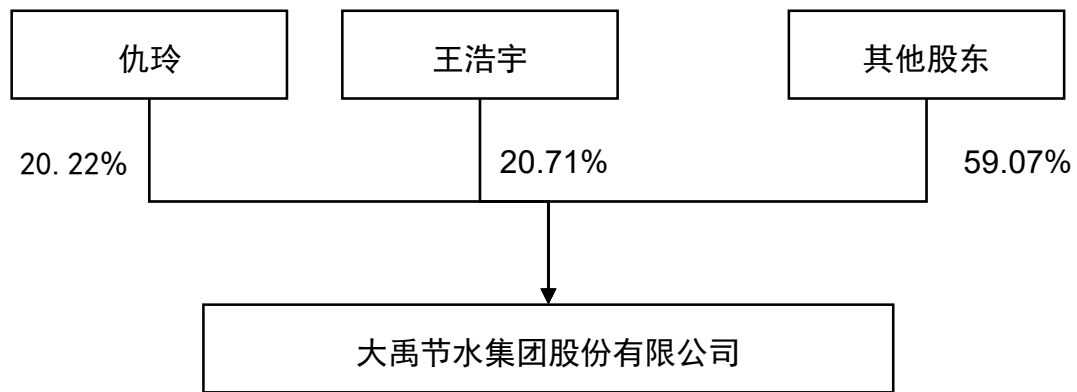 仇玲
王浩宇
其他股东
20.22%
20.71%
59.07%
大禹节水集团股份有限公司